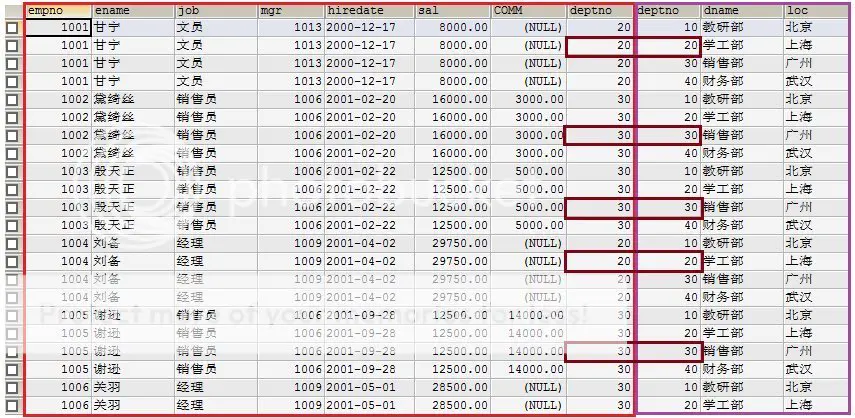 empno ename job mgr hiredate sal COMM deptno deptno dname loc
1001 甘宁 文员 1013 2000-12-17 8000.00 (NULL) 20 10 教研部 北京
1001 甘宁 文员 1013 2000-12-17 8000.00 (NULL) 20 20 学工部 上海
1001 甘宁 文员 1013 2000-12-17 8000.00 (NULL) 20 30 销售部 广州
1001 甘宁 文员 1013 2000-12-17 8000.00 (NULL) 20 40 财务部 武汉
1002 黛绮丝 销售员 1006 2001-02-20 16000.00 3000.00 30 10 教研部 北京
1002 黛绮丝 销售员 1006 2001-02-20 16000.00 3000.00 30 20 学工部 上海
1002 黛绮丝 销售员 1006 2001-02-20 16000.00 3000.00 30 30 销售部 广州
1002 黛绮丝 销售员 1006 2001-02-20 16000.00 3000.00 30 40 财务部 武汉
1003 殷天正 销售员 1006 2001-02-22 12500.00 5000.00 30 10 教研部 北京
1003 殷天正 销售员 1006 2001-02-22 12500.00 5000.00 30 20 学工部 上海
1003 殷天正 销售员 1006 2001-02-22 12500.00 5000.00 30 30 销售部 广州
1003 殷天正 销售员 1006 2001-02-22 12500.00 5000.00 30 40 财务部 武汉
1004 刘备 经理 1009 2001-04-02 29750.00 (NULL) 20 10 教研部 北京
1004 刘备 经理 1009 2001-04-02 29750.00 (NULL) 20 20 学工部 上海
1004 刘备 经理 1009 2001-04-02 29750.00 (NULL) 20 30 销售部 广州
1004 刘备 经理 1009 2001-04-02 29750.00 (NULL) 20 40 财务部 武汉
1005 谢逊 销售员 1006 2001-09-28 12500.00 14000.00 30 10 教研部 北京
1005 谢逊 销售员 1006 2001-09-28 12500.00 14000.00 30 20 学工部 上海
1005 谢逊 销售员 1006 2001-09-28 12500.00 14000.00 30 30 销售部 广州
1005 谢逊 销售员 1006 2001-09-28 12500.00 14000.00 30 40 财务部 武汉
1006 关羽 经理 1009 2001-05-01 28500.00 (NULL) 30 10 教研部 北京
1006 关羽 经理 1009 2001-05-01 28500.00 (NULL) 30 20 学工部 上海